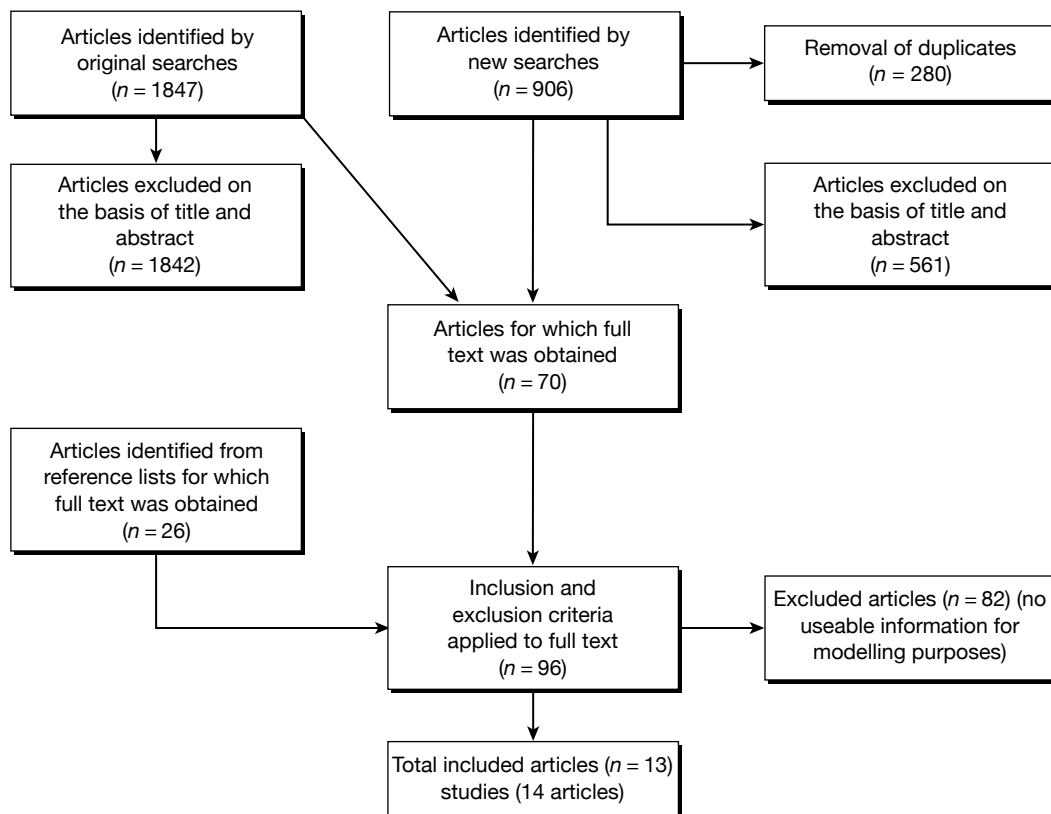 Articles identified by
original searches
(n = 1847)
Articles identified by
new searches
(n = 906)
Removal of duplicates
(n = 280)
Articles excluded on
the basis of title and
abstract
(n = 1842)
Articles excluded on
the basis of title and
abstract
(n = 561)
Articles for which full
text was obtained
(n = 70)
Articles identified from
reference lists for which
full text was obtained
(n = 26)
Inclusion and
exclusion criteria
applied to full text
(n = 96)
Excluded articles (n = 82) (no
useable information for
modelling purposes)
Total included articles (n = 13)
studies (14 articles)